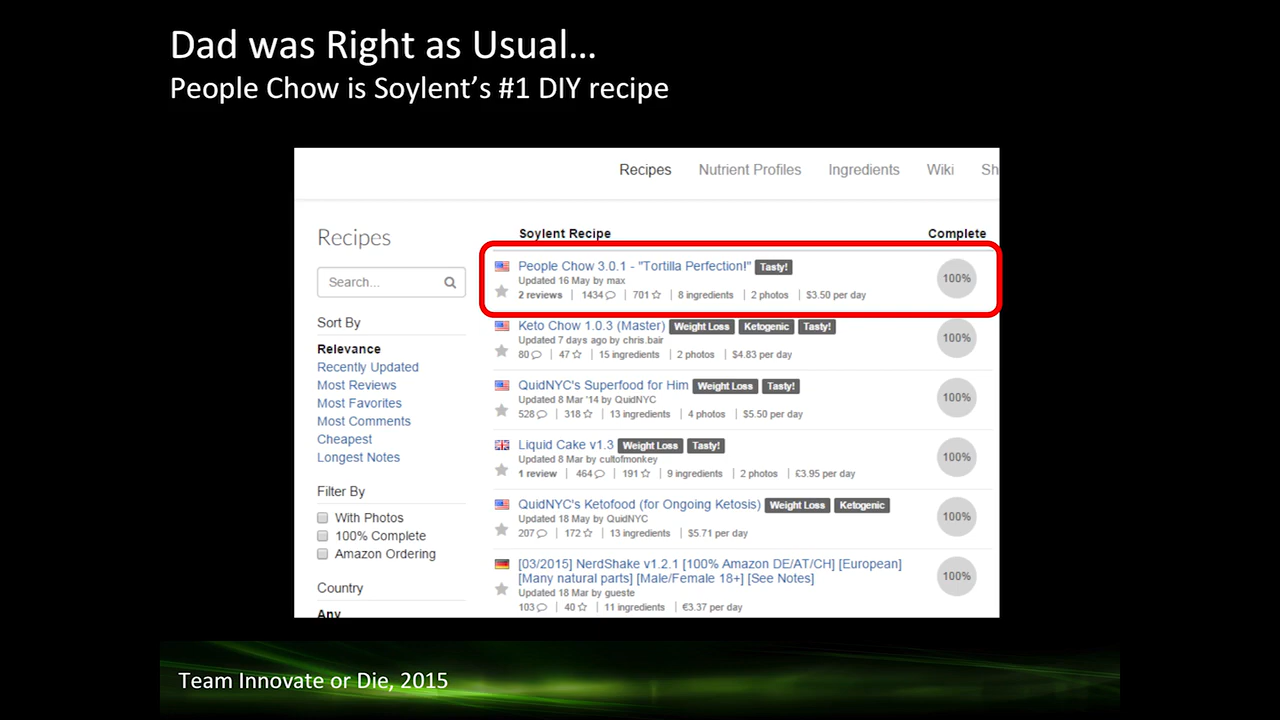 Dad was Right as Usual…
People Chow is Soylent’s #1 DIY recipe
Recipes Nutrient Profiles Ingredients Wiki Sh
Recipes
Search...
Sort By
Relevance
Recently Updated
Most Reviews
Most Favorites
Most Comments
Cheapest
Longest Notes
Filter By
With Photos
100% Complete
Amazon Ordering
Country
Any
Soylent Recipe Complete
People Chow 3.0.1 - "Tortilla Perfection!" Tasty! 100%
Updated 16 May by max
2 reviews | 1434 | 701 | 8 ingredients | 2 photos | $3.50 per day
Keto Chow 1.0.3 (Master) Weight Loss Ketogenic Tasty! 100%
Updated 7 days ago by chris.bair
80 | 47 | 15 ingredients | 2 photos | $4.83 per day
QuidNYC's Superfood for Him Weight Loss Tasty! 100%
Updated 8 Mar '14 by QuidNYC
528 | 318 | 13 ingredients | 4 photos | $5.50 per day
Liquid Cake v1.3 Weight Loss Tasty! 100%
Updated 8 Mar by cultofmonkey
1 review | 464 | 191 | 9 ingredients | 2 photos | £3.95 per day
QuidNYC's Ketofood (for Ongoing Ketosis) Weight Loss Ketogenic 100%
Updated 18 May by QuidNYC
207 | 172 | 13 ingredients | $5.71 per day
[03/2015] NerdShake v1.2.1 [100% Amazon DE/AT/CH] [European]
[Many natural parts] [Male/Female 18+] [See Notes] 100%
Updated 18 Mar by gueste
103 | 40 | 11 ingredients | €3.37 per day
Team Innovate or Die, 2015